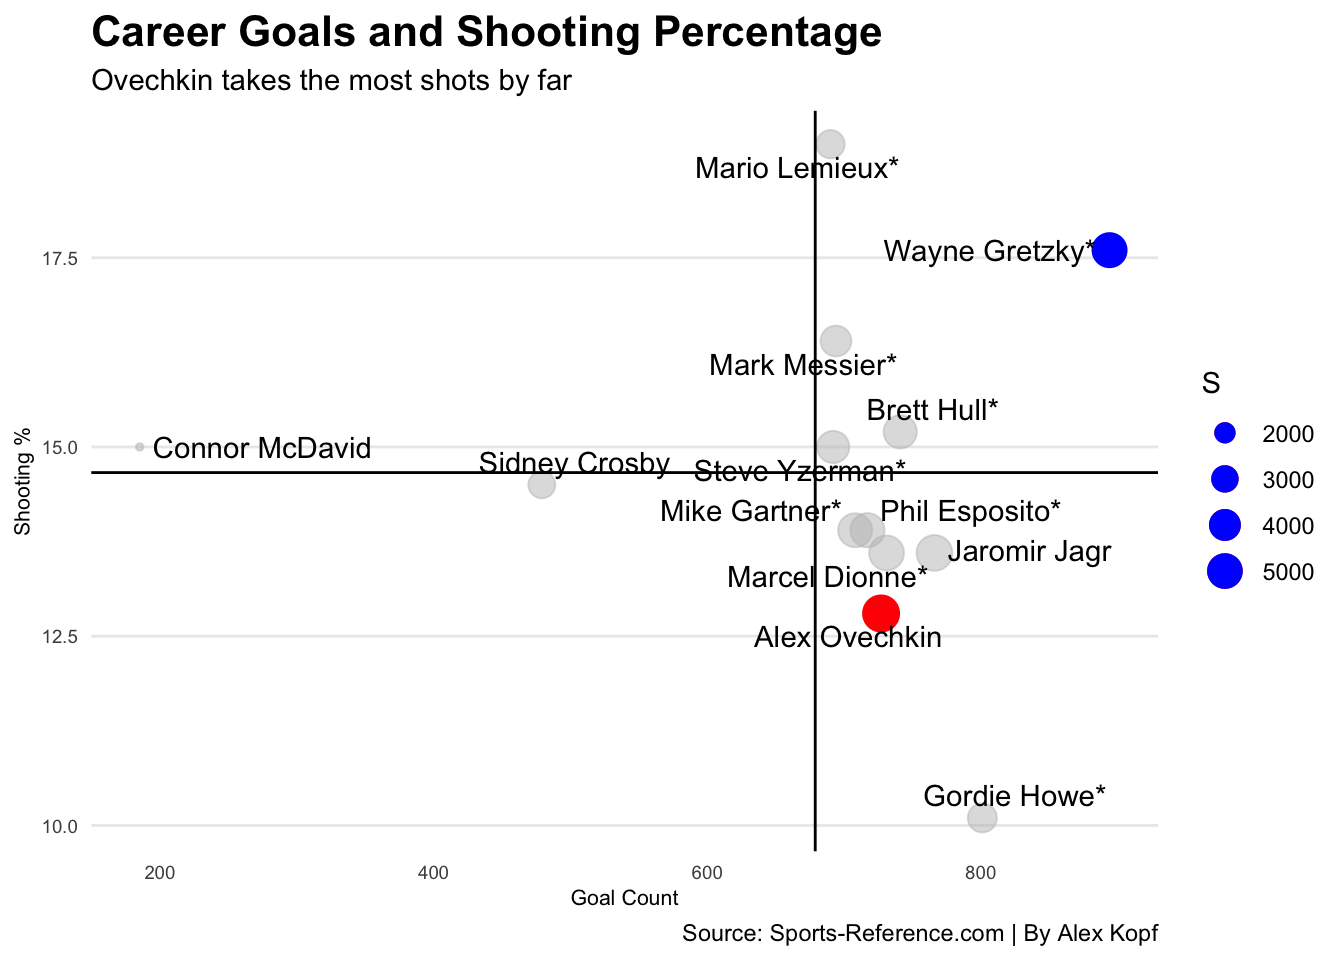 Career Goals and Shooting Percentage
Ovechkin takes the most shots by far
Mario Lemieux*
Wayne Gretzky*
17.5
Mark Messier*
Brett Hull*
S
2000
3000
4000
5000
15.0
Connor McDavid
Sidney Crosby
Steve Yzerman*
Shooting %
Mike Gartner*
Phil Esposito*
Jaromir Jagr
Marcel Dionne*
12.5
Alex Ovechkin
Gordie Howe*
10.0
200 400 600 800
Goal Count
Source: Sports-Reference.com | By Alex Kopf